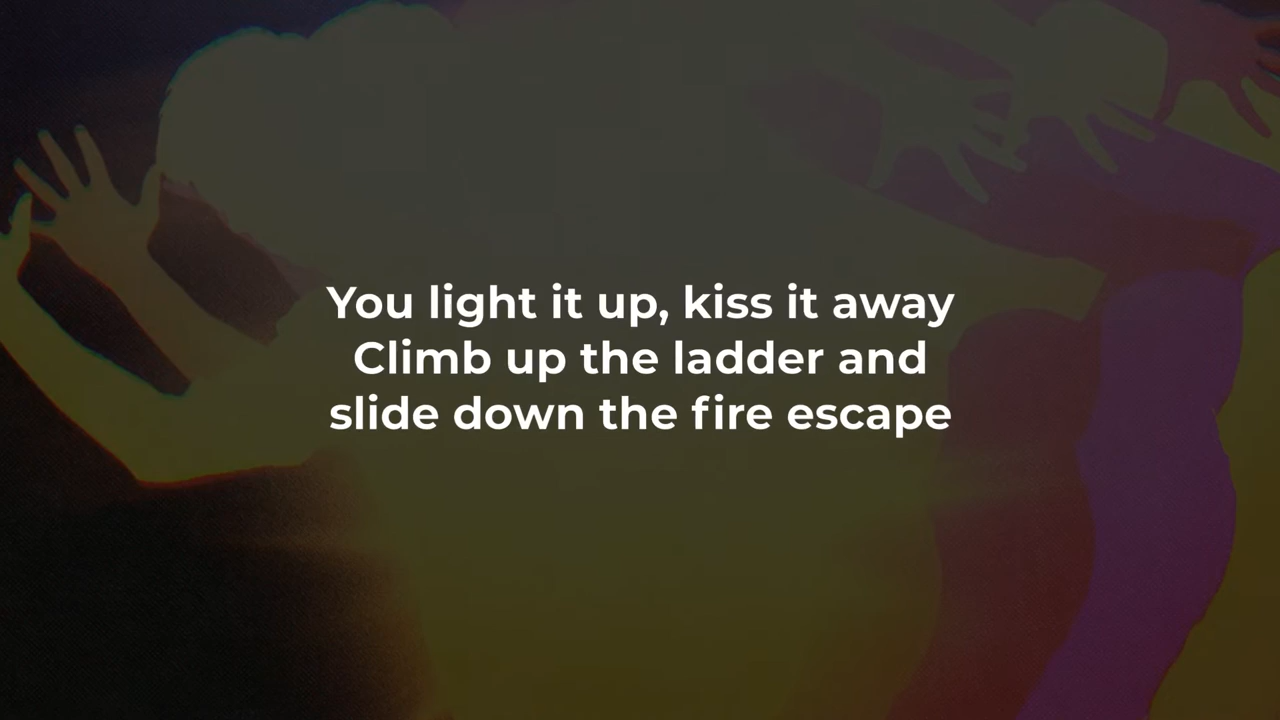 You light it up, kiss it away
Climb up the ladder and
slide down the fire escape